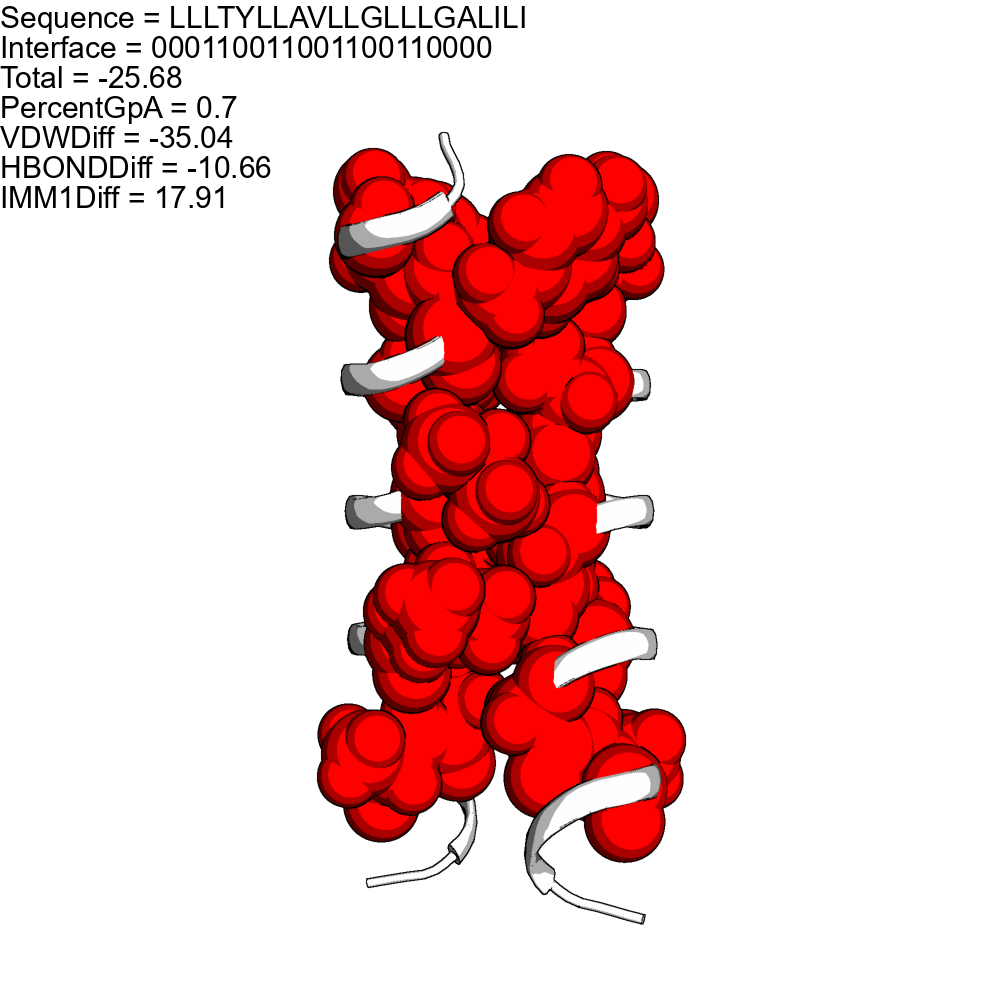 Sequence = LLLTYLLAVLLGLLLGALILI
Interface = 000110011001100110000
Total = -25.68
PercentGpA = 0.7
VDWDiff = -35.04
HBONDDiff = -10.66
IMM1Diff = 17.91